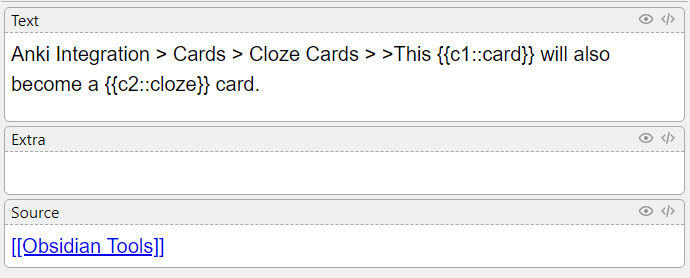 Text
Anki Integration > Cards > Cloze Cards > >This {{c1::card}} will also
become a {{c2::cloze}} card.
Extra
Source
[[Obsidian Tools]]